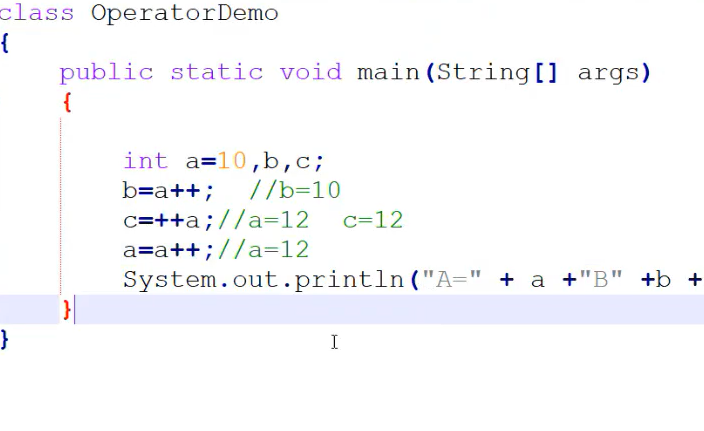 class OperatorDemo
{
public static void main(String[] args)
{
int a=10,b,c;
b=a++; //b=10
c=++a;//a=12 c=12
a=a++;//a=12
System.out.println("A=" + a +"B" +b +
}
}